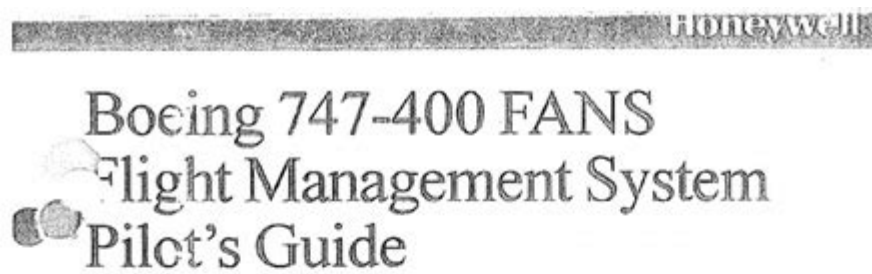 Honeywell
Boeing 747-400 FANS
Flight Management System
Pilot's Guide